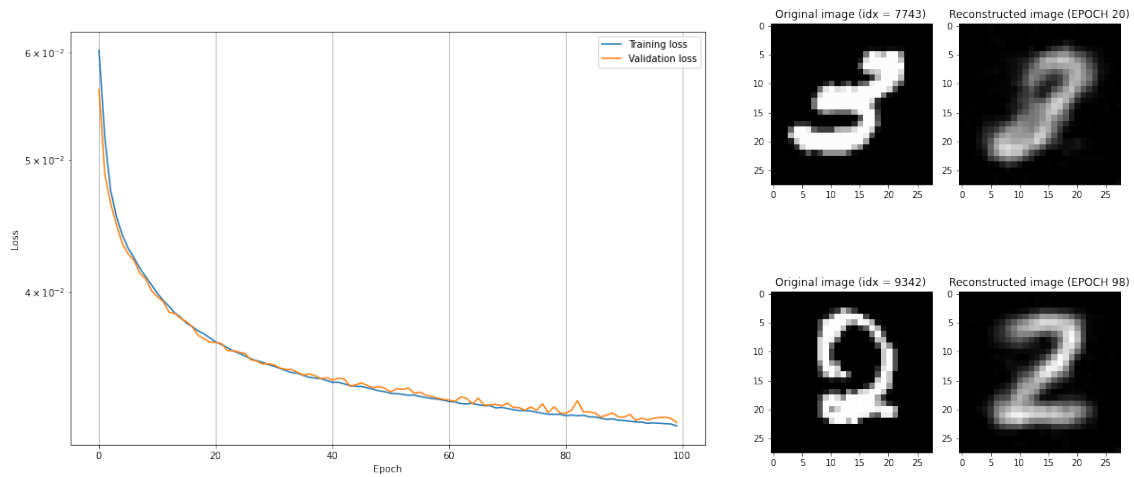 6 × 10⁻²
5 × 10⁻²
4 × 10⁻²
Loss
0 20 40 60 80 100
Epoch
Training loss
Validation loss
Original image (idx = 7743)
0
5
10
15
20
25
0 5 10 15 20 25
Reconstructed image (EPOCH 20)
0
5
10
15
20
25
0 5 10 15 20 25
Original image (idx = 9342)
0
5
10
15
20
25
0 5 10 15 20 25
2
Reconstructed image (EPOCH 98)
0
5
10
15
20
25
0 5 10 15 20 25
2